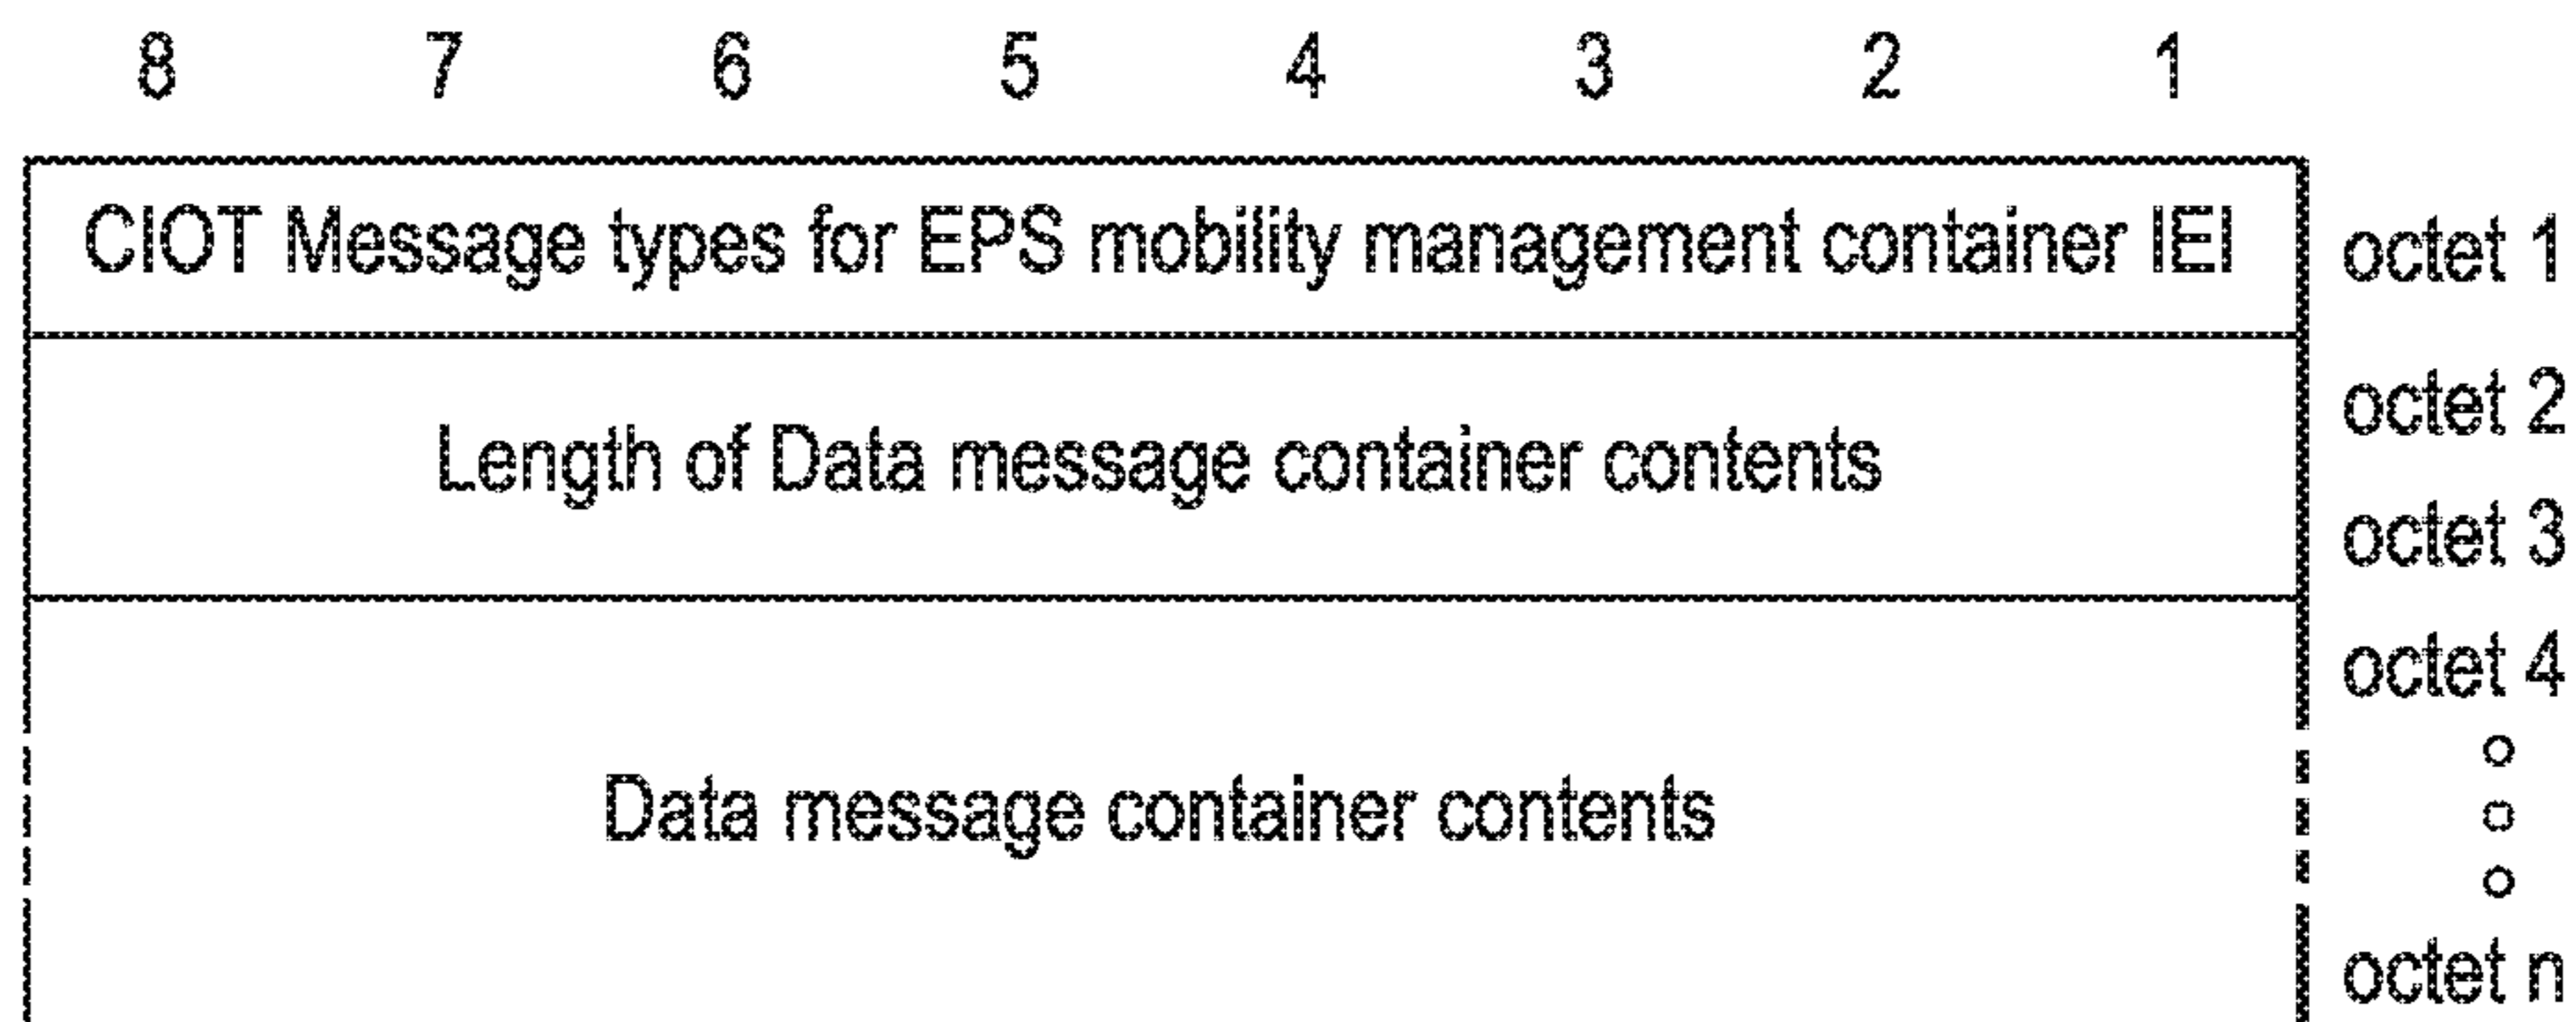 8 7 6 5 4 3 2 1
CIOT Message types for EPS mobility management container IEI octet 1
octet 2
Length of Data message container contents
octet 3
octet 4
Data message container contents
octet n